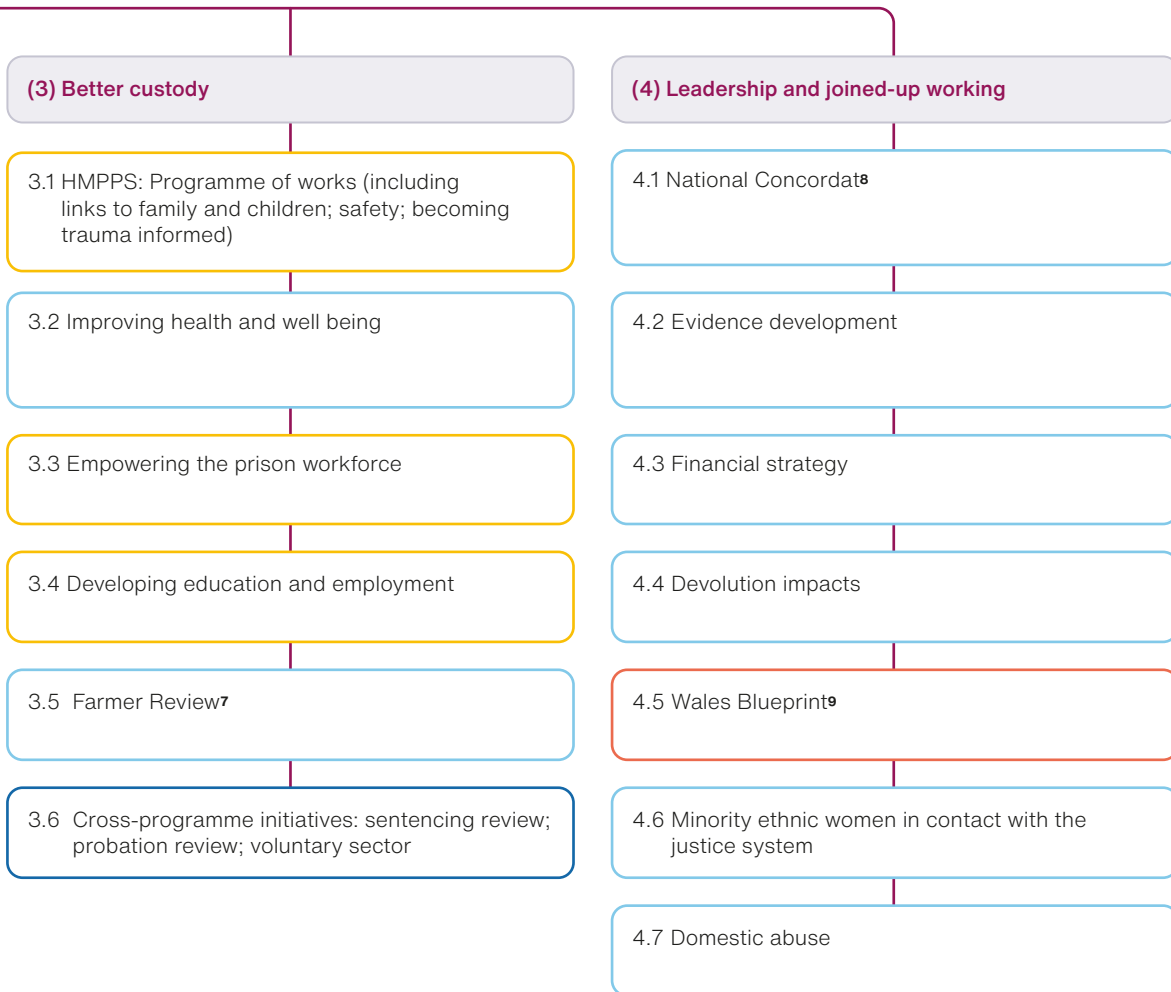 (3) Better custody
3.1 HMPPS: Programme of works (including
links to family and children; safety; becoming
trauma informed)
3.2 Improving health and well being
3.3 Empowering the prison workforce
3.4 Developing education and employment
3.5 Farmer Review7
3.6 Cross-programme initiatives: sentencing review;
probation review; voluntary sector
(4) Leadership and joined-up working
4.1 National Concordat8
4.2 Evidence development
4.3 Financial strategy
4.4 Devolution impacts
4.5 Wales Blueprint9
4.6 Minority ethnic women in contact with the
justice system
4.7 Domestic abuse